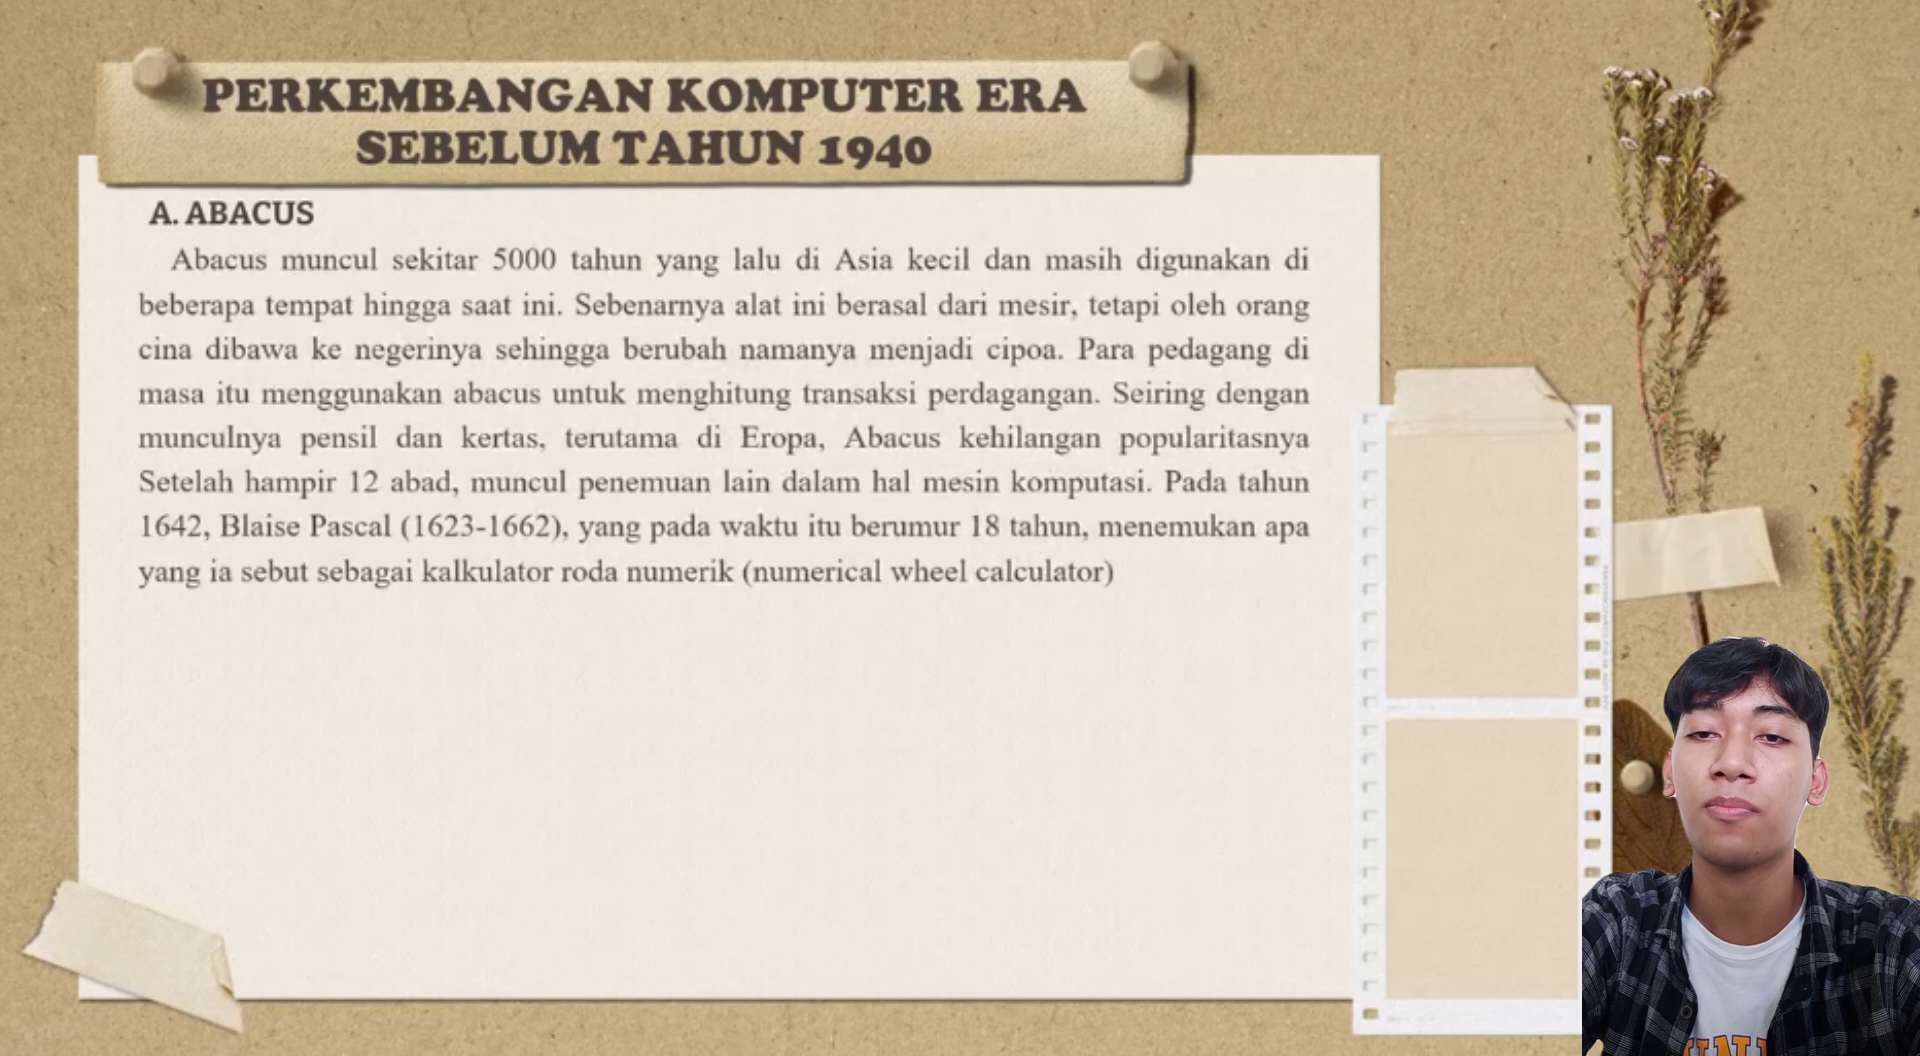 PERKEMBANGAN KOMPUTER ERA
SEBELUM TAHUN 1940
A. ABACUS
Abacus muncul sekitar 5000 tahun yang lalu di Asia kecil dan masih digunakan di
beberapa tempat hingga saat ini. Sebenarnya alat ini berasal dari mesir, tetapi oleh orang
cina dibawa ke negerinya sehingga berubah namanya menjadi cipoa. Para pedagang di
masa itu menggunakan abacus untuk menghitung transaksi perdagangan. Seiring dengan
munculnya pensil dan kertas, terutama di Eropa, Abacus kehilangan popularitasnya
Setelah hampir 12 abad, muncul penemuan lain dalam hal mesin komputasi. Pada tahun
1642, Blaise Pascal (1623-1662), yang pada waktu itu berumur 18 tahun, menemukan apa
yang ia sebut sebagai kalkulator roda numerik (numerical wheel calculator)